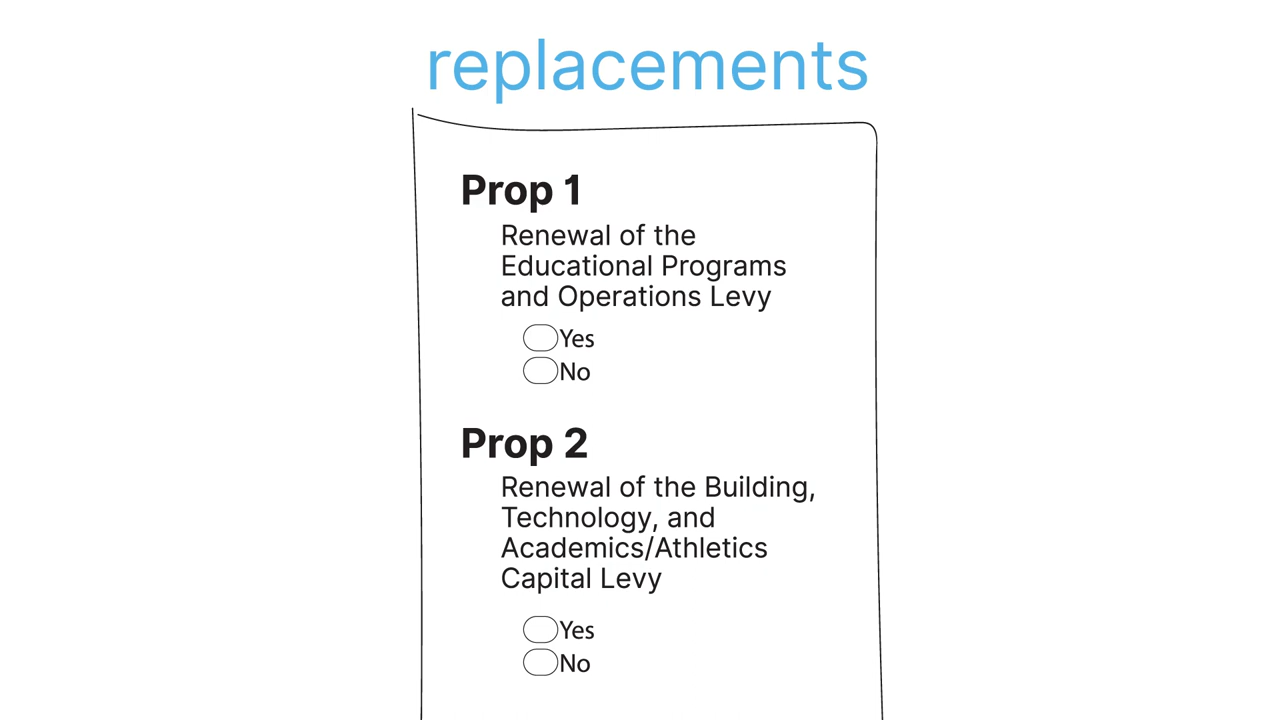 replacements
Prop 1
Renewal of the
Educational Programs
and Operations Levy
Yes
No
Prop 2
Renewal of the Building,
Technology, and
Academics/Athletics
Capital Levy
Yes
No